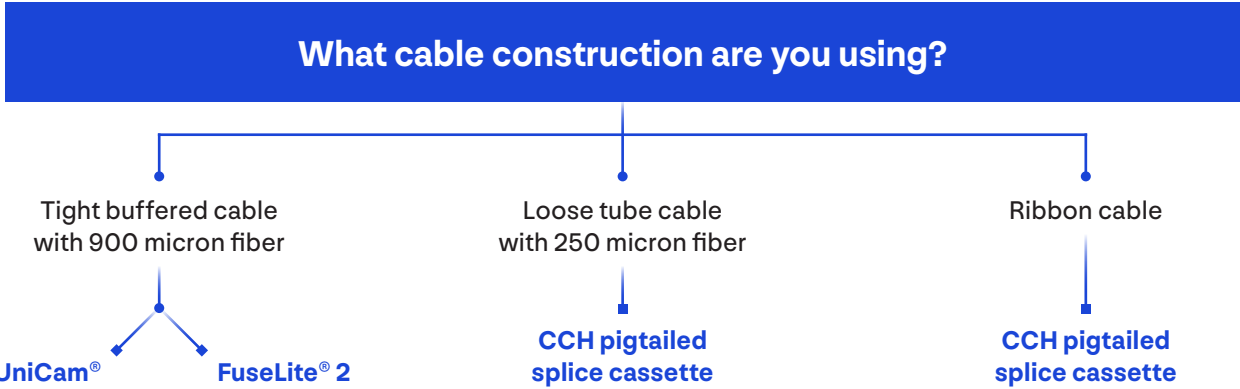 What cable construction are you using?
Tight buffered cable
with 900 micron fiber
Loose tube cable
with 250 micron fiber
Ribbon cable
UniCam®
FuseLite® 2
CCH pigtailed
splice cassette
CCH pigtailed
splice cassette